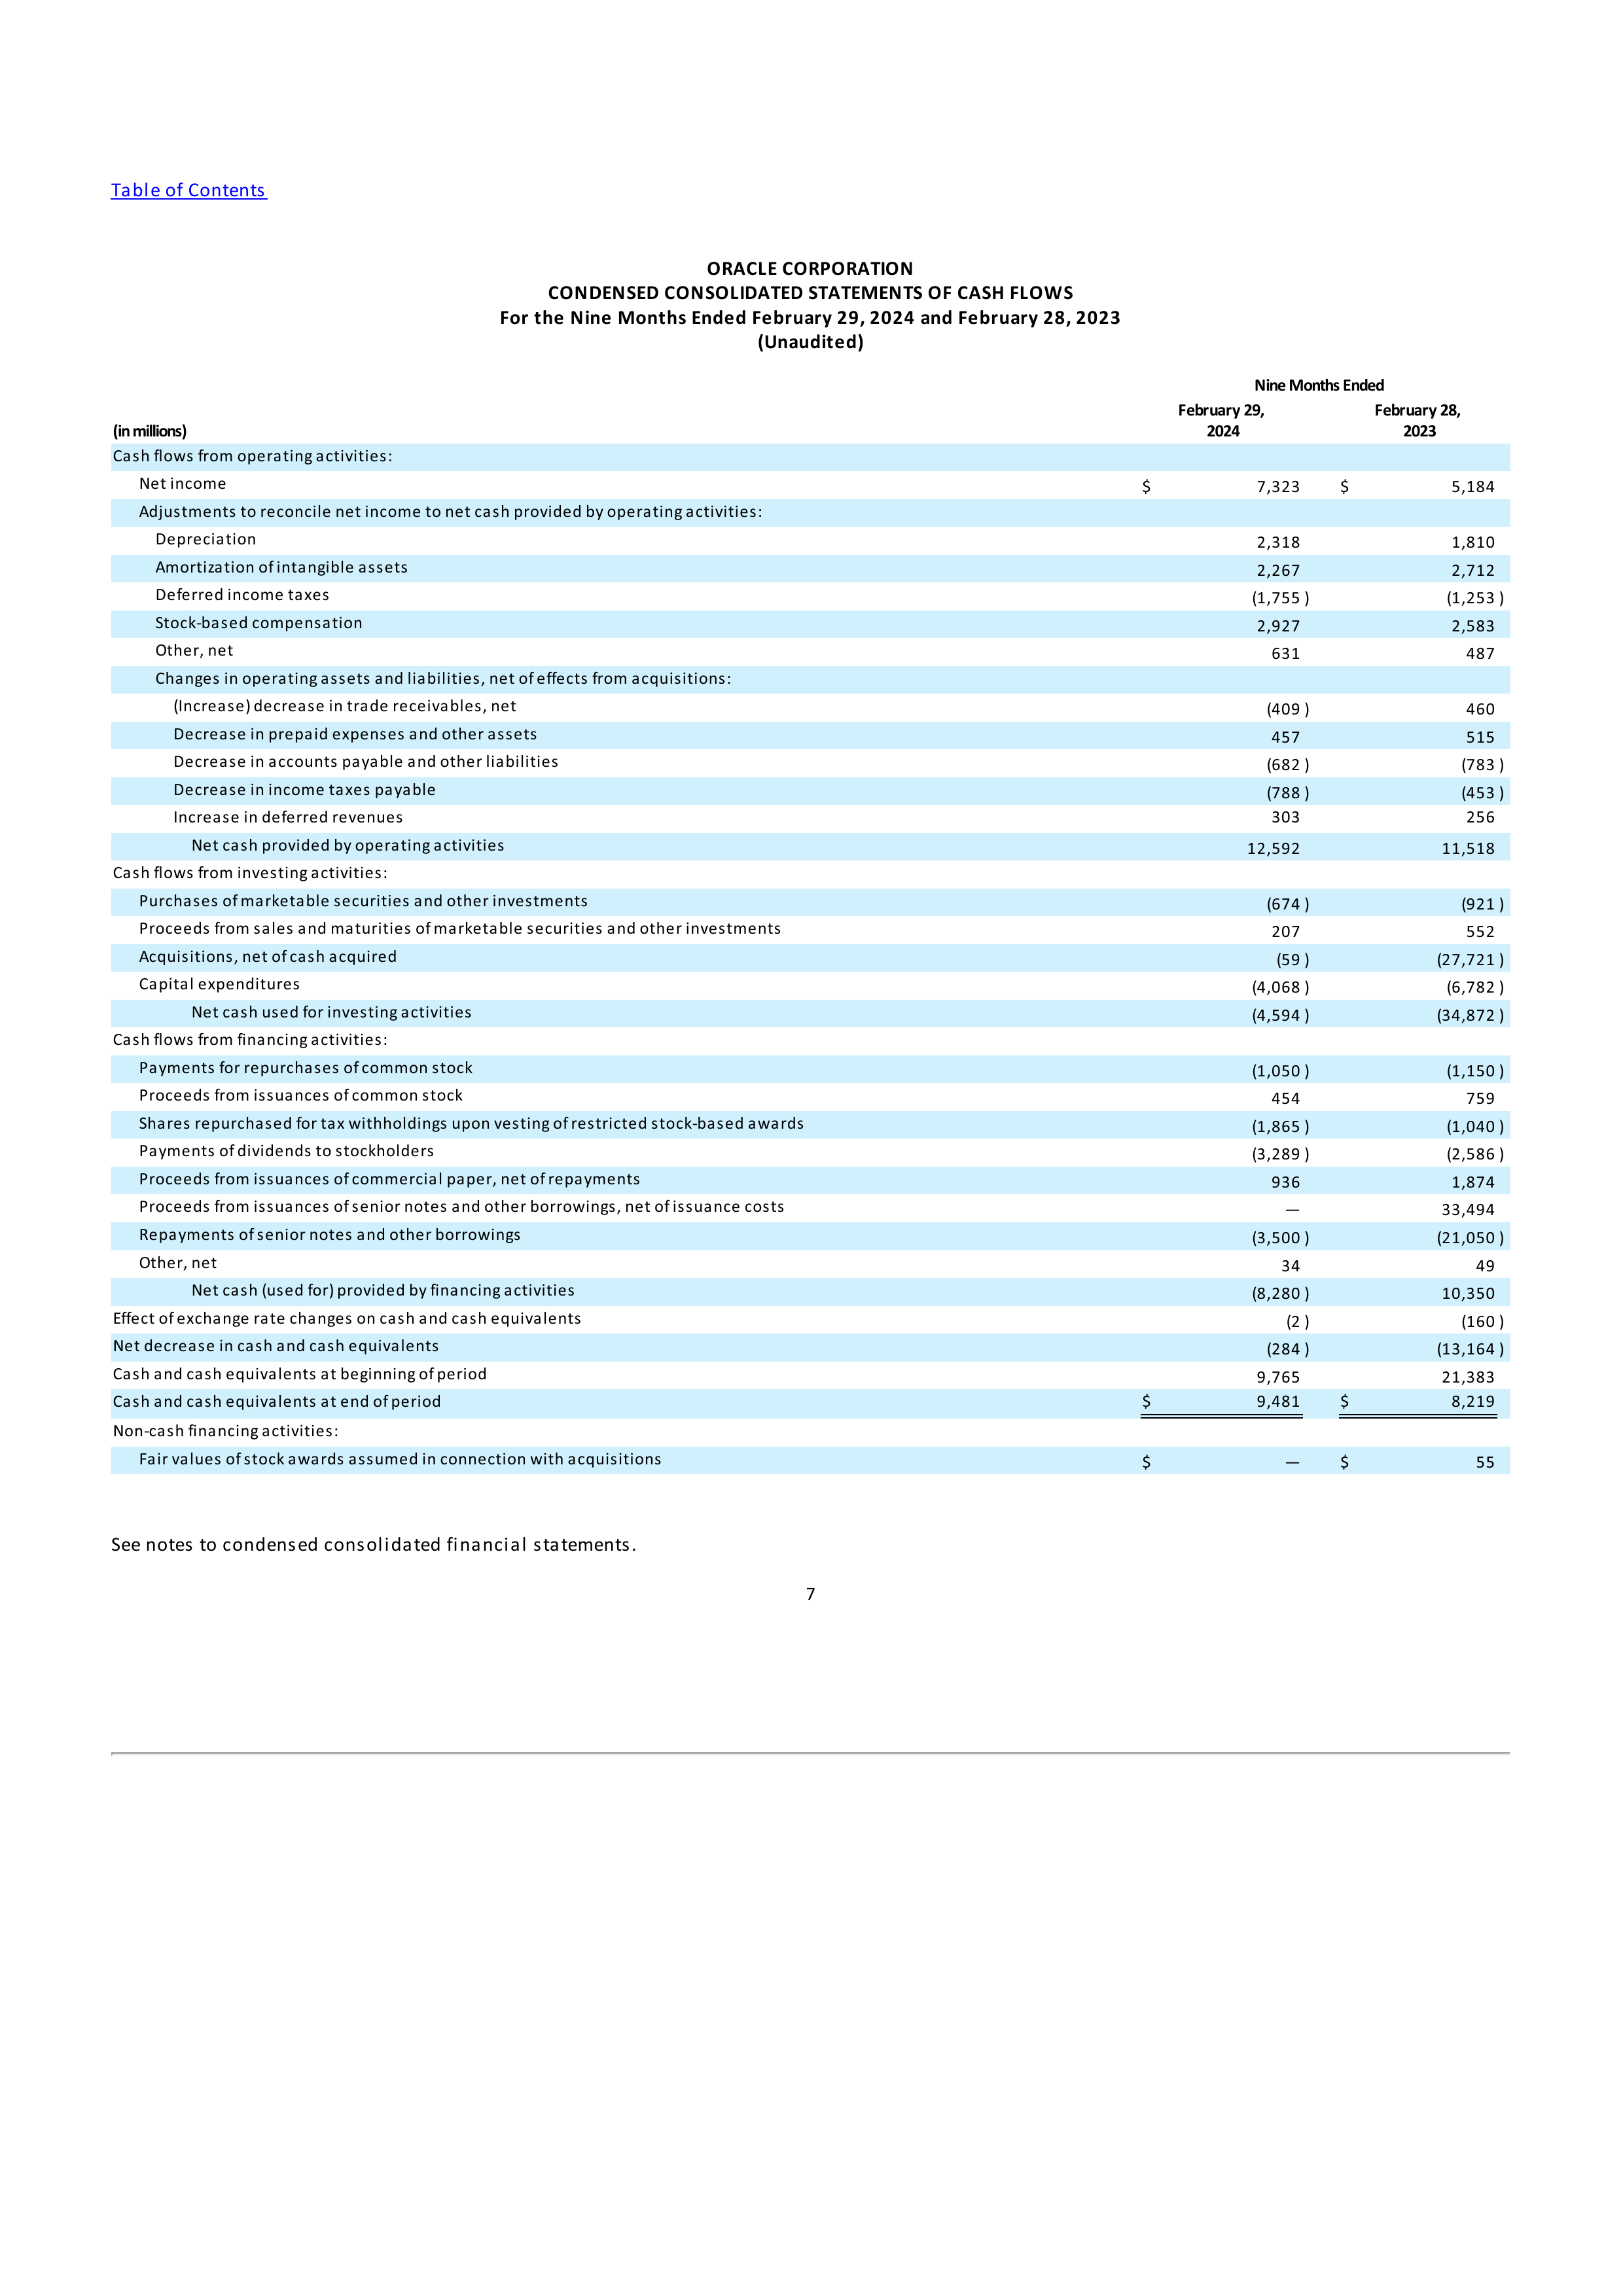 Table of Contents
ORACLE CORPORATION
CONDENSED CONSOLIDATED STATEMENTS OF CASH FLOWS
For the Nine Months Ended February 29, 2024 and February 28, 2023
(Unaudited)
Nine Months Ended
(in millions) February 29, 2024 February 28, 2023
Cash flows from operating activities:
Net income $ 7,323 $ 5,184
Adjustments to reconcile net income to net cash provided by operating activities:
Depreciation 2,318 1,810
Amortization of intangible assets 2,267 2,712
Deferred income taxes (1,755 ) (1,253 )
Stock-based compensation 2,927 2,583
Other, net 631 487
Changes in operating assets and liabilities, net of effects from acquisitions:
(Increase) decrease in trade receivables, net (409 ) 460
Decrease in prepaid expenses and other assets 457 515
Decrease in accounts payable and other liabilities (682 ) (783 )
Decrease in income taxes payable (788 ) (453 )
Increase in deferred revenues 303 256
Net cash provided by operating activities 12,592 11,518
Cash flows from investing activities:
Purchases of marketable securities and other investments (674 ) (921 )
Proceeds from sales and maturities of marketable securities and other investments 207 552
Acquisitions, net of cash acquired (59 ) (27,721 )
Capital expenditures (4,068 ) (6,782 )
Net cash used for investing activities (4,594 ) (34,872 )
Cash flows from financing activities:
Payments for repurchases of common stock (1,050 ) (1,150 )
Proceeds from issuances of common stock 454 759
Shares repurchased for tax withholdings upon vesting of restricted stock-based awards (1,865 ) (1,040 )
Payments of dividends to stockholders (3,289 ) (2,586 )
Proceeds from issuances of commercial paper, net of repayments 936 1,874
Proceeds from issuances of senior notes and other borrowings, net of issuance costs — 33,494
Repayments of senior notes and other borrowings (3,500 ) (21,050 )
Other, net 34 49
Net cash (used for) provided by financing activities (8,280 ) 10,350
Effect of exchange rate changes on cash and cash equivalents (2 ) (160 )
Net decrease in cash and cash equivalents (284 ) (13,164 )
Cash and cash equivalents at beginning of period 9,765 21,383
Cash and cash equivalents at end of period $ 9,481 $ 8,219
Non-cash financing activities:
Fair values of stock awards assumed in connection with acquisitions $ — $ 55
See notes to condensed consolidated financial statements.
7